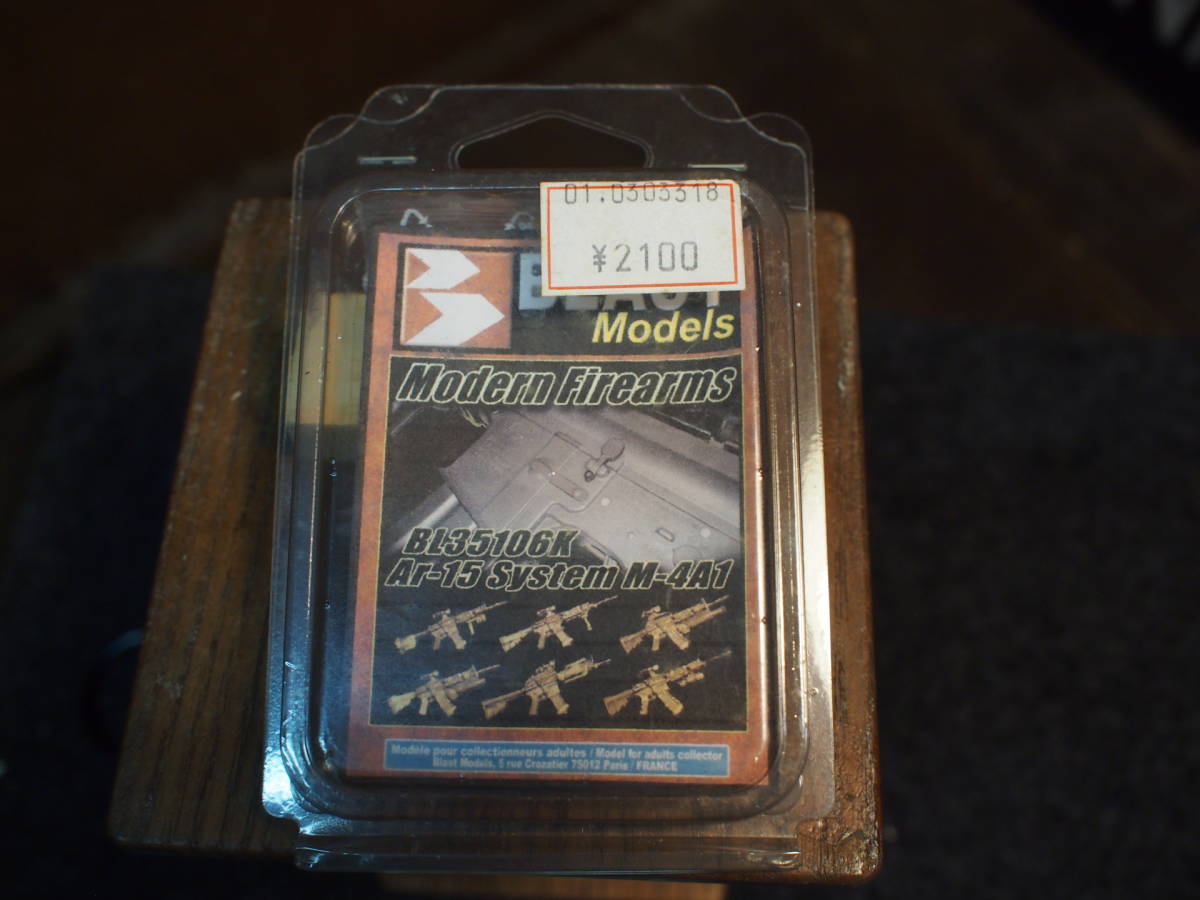 01.0303318
¥2100
BLAST
Models
Modern Firearms
BL35106K
Ar-15 System M-4A1
Modèle pour collectionneurs adultes / Model for adults collector
Blast Models, 5 rue Crozatier 75012 Paris / FRANCE